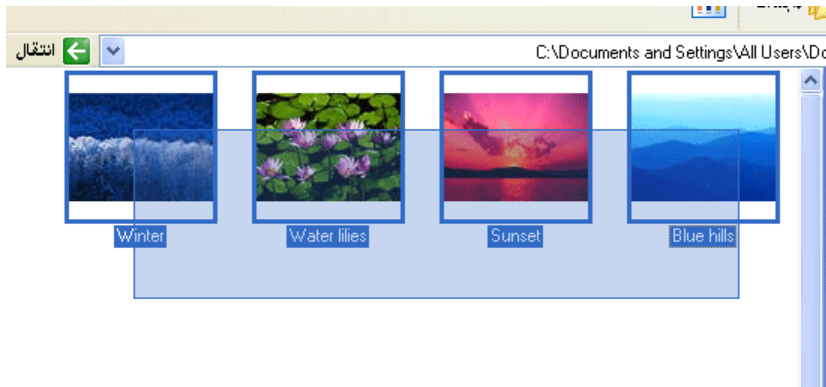 انتقال
C:\Documents and Settings\All Users\Do
Winter
Water lilies
Sunset
Blue hills